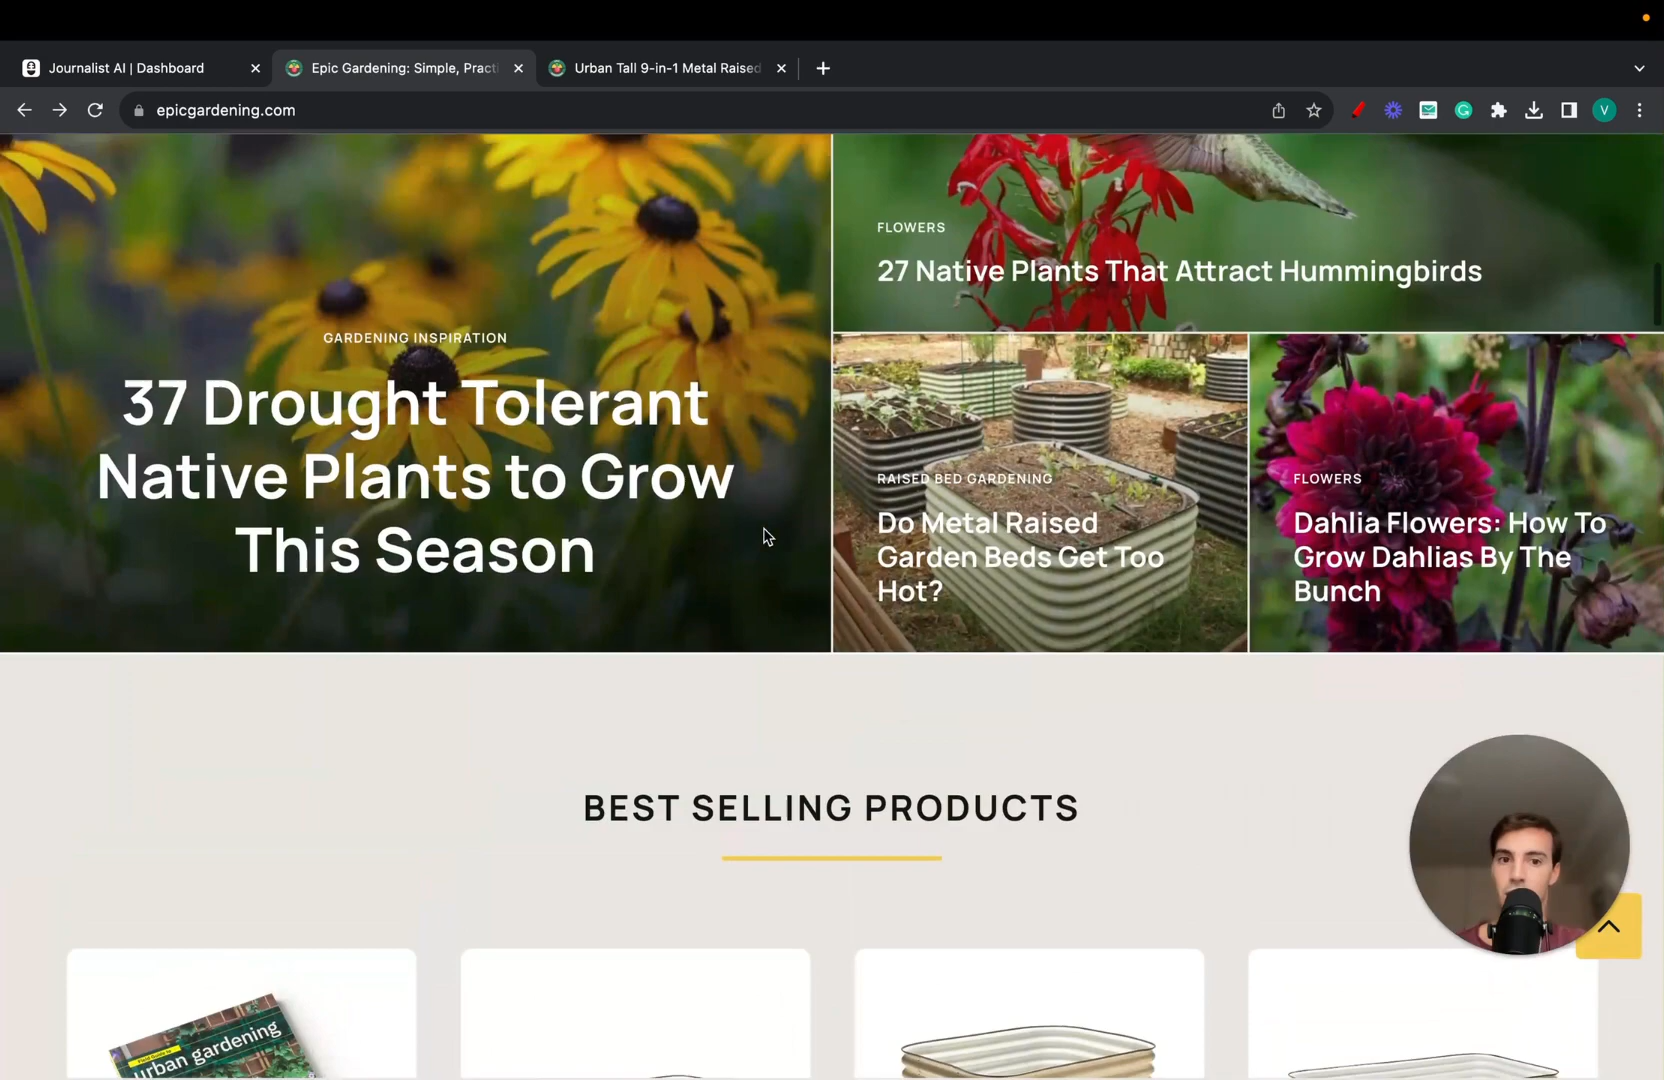 Journalist AI | Dashboard
Epic Gardening: Simple, Practi
Urban Tall 9-in-1 Metal Raised
epicgardening.com
V
GARDENING INSPIRATION
37 Drought Tolerant
Native Plants to Grow
This Season
FLOWERS
27 Native Plants That Attract Hummingbirds
RAISED BED GARDENING
Do Metal Raised
Garden Beds Get Too
Hot?
FLOWERS
Dahlia Flowers: How To
Grow Dahlias By The
Bunch
BEST SELLING PRODUCTS
urban gardening